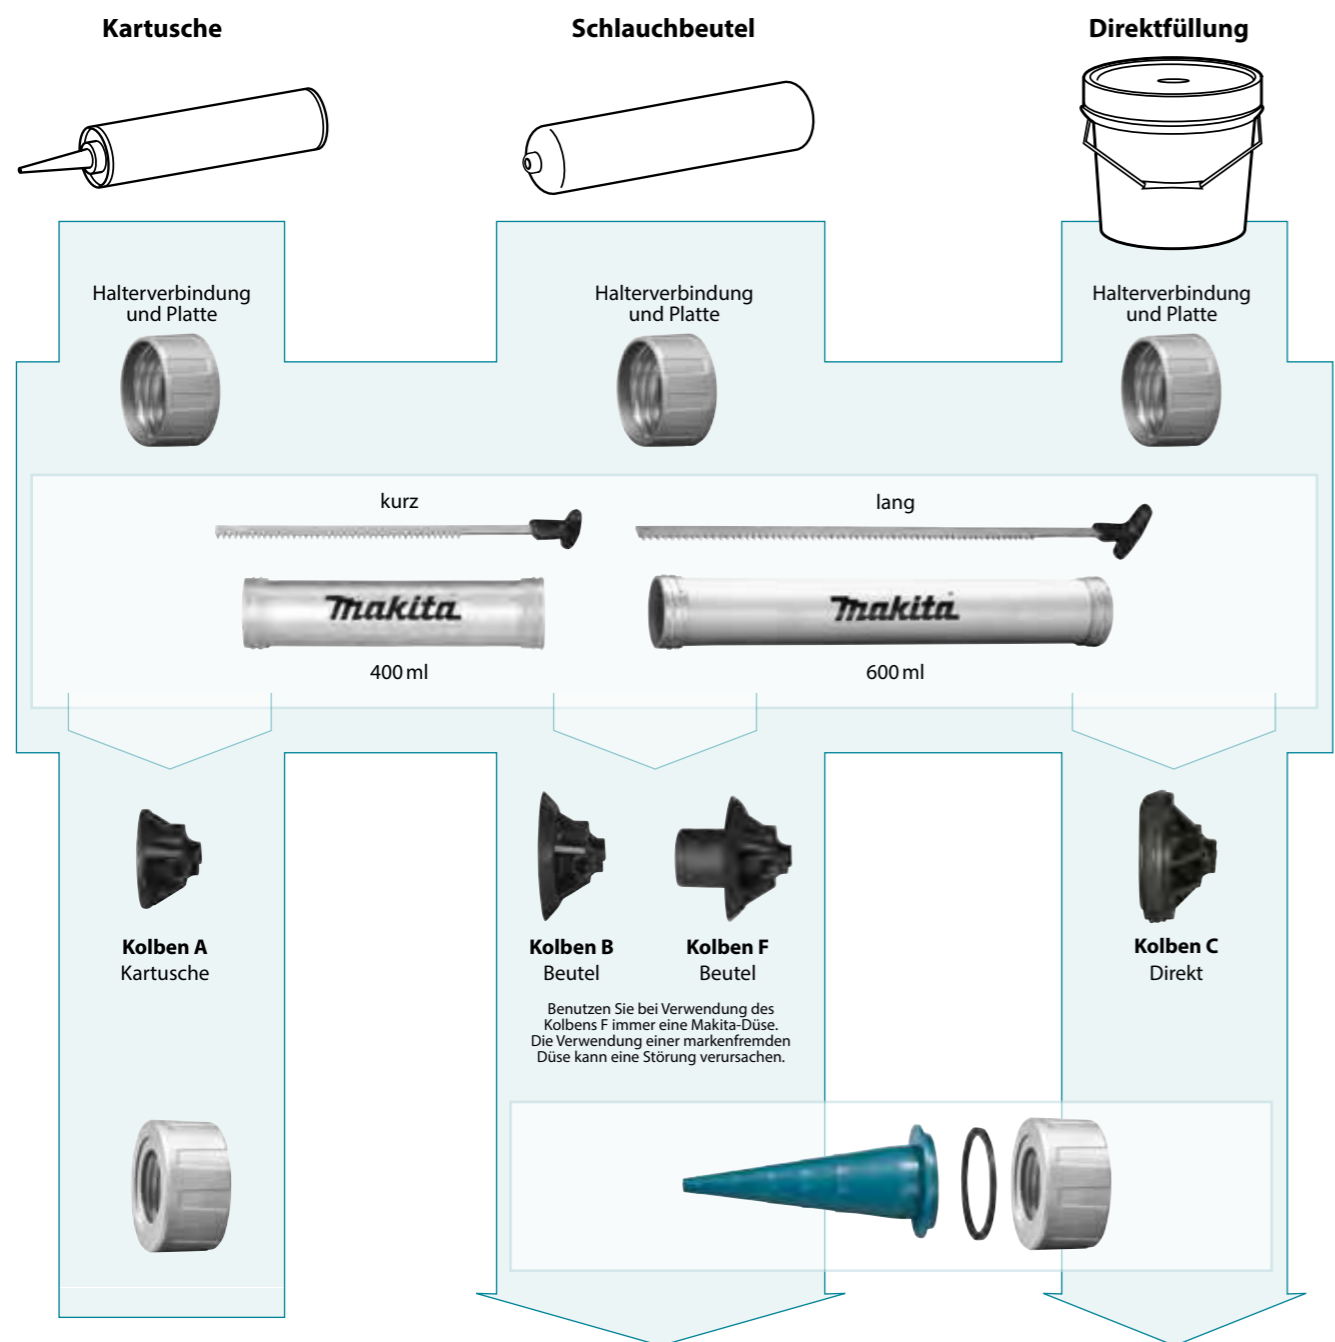 Kartusche
Schlauchbeutel
Direktfüllung
Halterverbindung
und Platte
Halterverbindung
und Platte
Halterverbindung
und Platte
kurz
lang
makita
makita
400 ml
600 ml
Kolben A
Kartusche
Kolben B
Beutel
Kolben F
Beutel
Kolben C
Direkt
Benutzen Sie bei Verwendung des
Kolbens F immer eine Makita-Düse.
Die Verwendung einer markenfremden
Düse kann eine Störung verursachen.